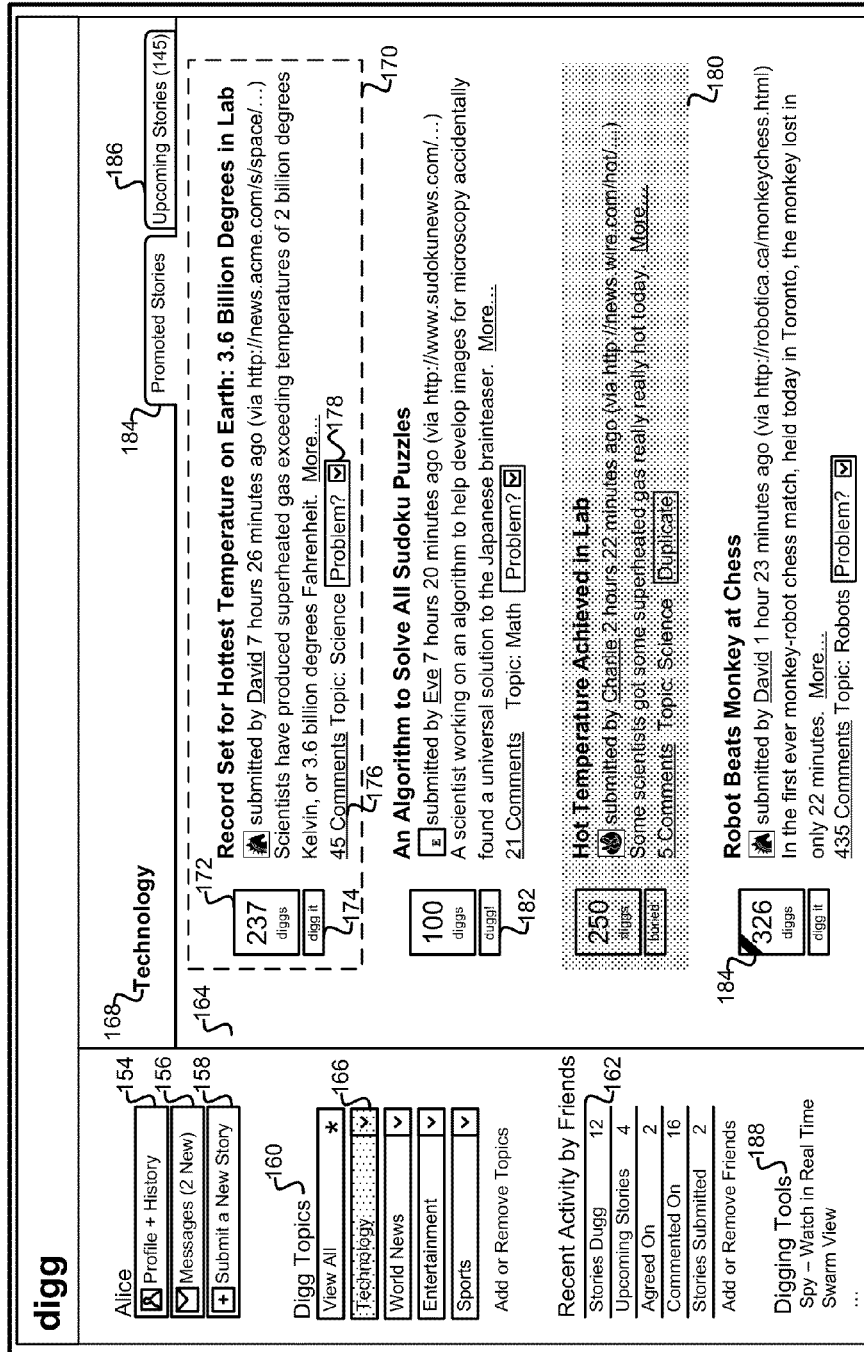 digg
Alice
154
Profile + History
156
Messages (2 New)
158
+ Submit a New Story
Digg Topics
160
View All *
166
Technology
World News
Entertainment
Sports
Add or Remove Topics
Recent Activity by Friends
162
Stories Dugg 12
Upcoming Stories 4
Agreed On 2
Commented On 16
Stories Submitted 2
Add or Remove Friends
Digging Tools
188
Spy – Watch in Real Time
Swarm View
...
168
Technology
164
184
Promoted Stories
186
Upcoming Stories (145)
172
237
diggs
digg it
174
Record Set for Hottest Temperature on Earth: 3.6 Billion Degrees in Lab
submitted by David 7 hours 26 minutes ago (via http://news.acme.com/s/space/...)
Scientists have produced superheated gas exceeding temperatures of 2 billion degrees
Kelvin, or 3.6 billion degrees Fahrenheit. More...
45 Comments Topic: Science Problem?
178
176
170
100
diggs
dugg!
182
An Algorithm to Solve All Sudoku Puzzles
E submitted by Eve 7 hours 20 minutes ago (via http://www.sudokunews.com/...)
A scientist working on an algorithm to help develop images for microscopy accidentally
found a universal solution to the Japanese brainteaser. More...
21 Comments Topic: Math Problem?
250
diggs
buried
Hot Temperature Achieved in Lab
submitted by Charlie 2 hours 22 minutes ago (via http://news.wire.com/hot/...)
Some scientists got some superheated gas really really hot today. More...
5 Comments Topic: Science Duplicate
180
184
326
diggs
digg it
Robot Beats Monkey at Chess
submitted by David 1 hour 23 minutes ago (via http://robotica.ca/monkeychess.html)
In the first ever monkey-robot chess match, held today in Toronto, the monkey lost in
only 22 minutes. More...
435 Comments Topic: Robots Problem?